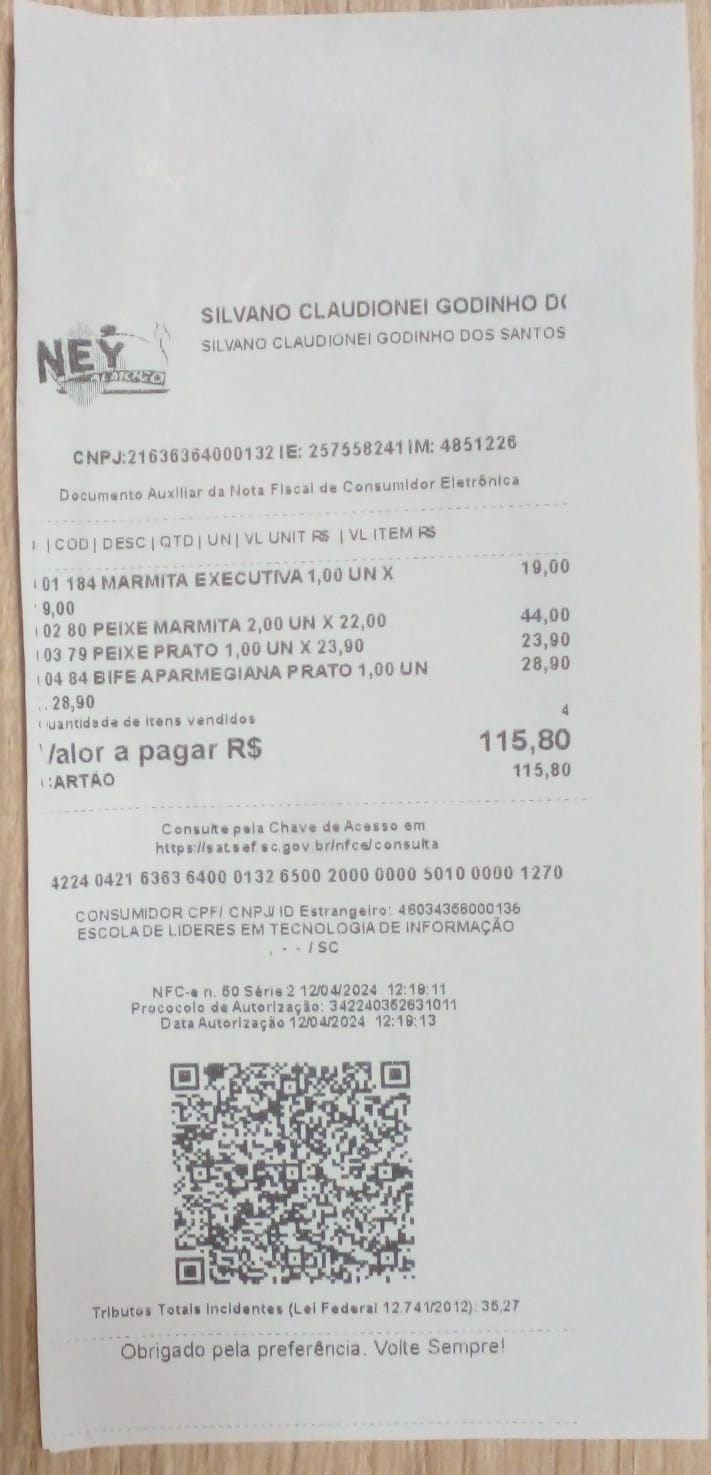 SILVANO CLAUDIONEI GODINHO DO
NEY
ALMENZO
SILVANO CLAUDIONEI GODINHO DOS SANTOS
CNPJ:21636364000132 IE: 257558241 IM: 4851226
Documento Auxiliar da Nota Fiscal de Consumidor Eletrônica
|COD| DESC | QTD | UN| VL UNIT R$ | VL ITEM R$
01 184 MARMITA EXECUTIVA 1,00 UN X 19,00
9,00
02 80 PEIXE MARMITA 2,00 UN X 22,00 44,00
03 79 PEIXE PRATO 1,00 UN X 23,90 23,90
04 84 BIFE APARMEGIANA PRATO 1,00 UN 28,90
28,90
uantidade de itens vendidos 4
Valor a pagar R$ 115,80
CARTAO 115,80
Consulte pela Chave de Acesso em
https://sat.sef.sc.gov.br/nfce/consulta
4224 0421 6363 6400 0132 6500 2000 0000 5010 0000 1270
CONSUMIDOR CPF/ CNPJ/ ID Estrangeiro: 46034368000136
ESCOLA DE LIDERES EM TECNOLOGIA DE INFORMAÇÃO
, - - / SC
NFC-e n. 50 Série 2 12/04/2024 12:19:11
Prococolo de Autorização: 342240352631011
Data Autorização 12/04/2024 12:19:13
Tributos Totais Incidentes (Lei Federal 12.741/2012): 36,27
Obrigado pela preferência. Volte Sempre!